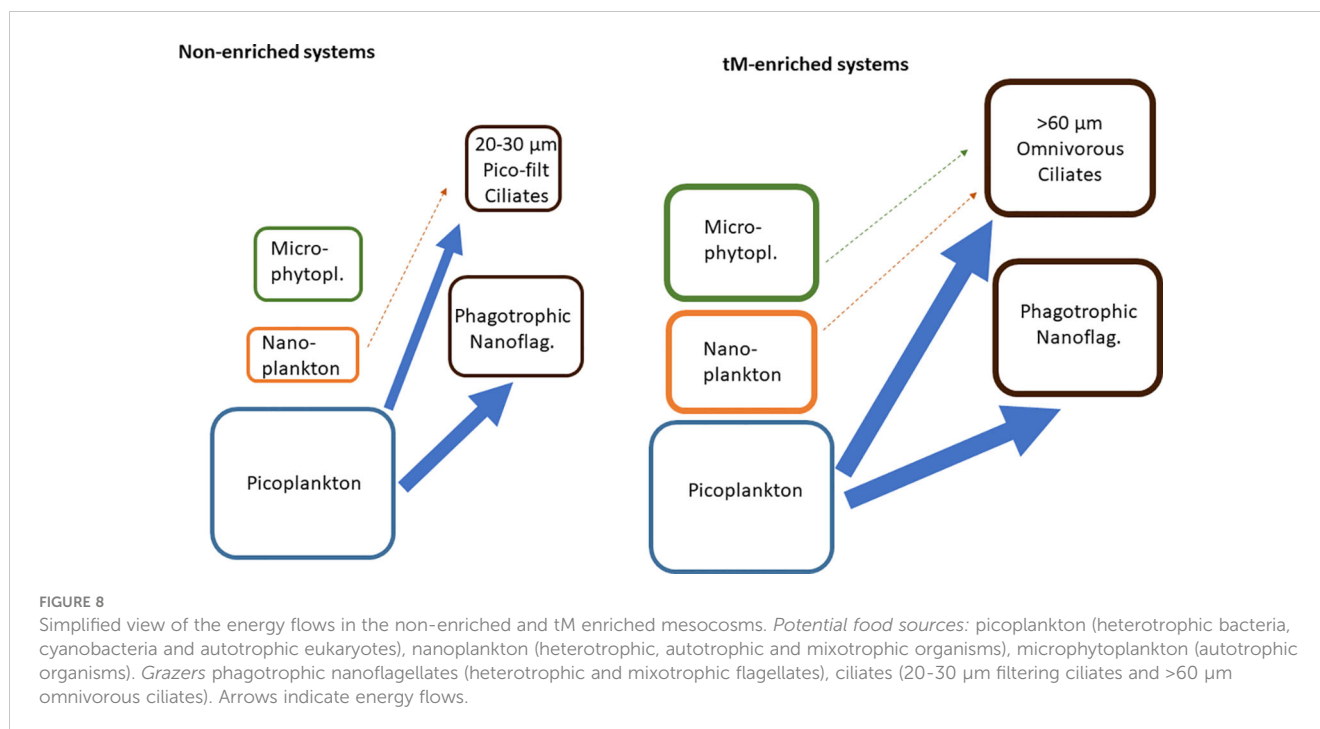 Non-enriched systems
20-30 µm
Pico-filt
Ciliates
Micro-
phytopl.
Phagotrophic
Nanoflag.
Nano-
plankton
Picoplankton
tM-enriched systems
>60 µm
Omnivorous
Ciliates
Micro-
phytopl.
Phagotrophic
Nanoflag.
Nano-
plankton
Picoplankton
FIGURE 8
Simplified view of the energy flows in the non-enriched and tM enriched mesocosms. Potential food sources: picoplankton (heterotrophic bacteria,
cyanobacteria and autotrophic eukaryotes), nanoplankton (heterotrophic, autotrophic and mixotrophic organisms), microphytoplankton (autotrophic
organisms). Grazers phagotrophic nanoflagellates (heterotrophic and mixotrophic flagellates), ciliates (20-30 µm filtering ciliates and >60 µm
omnivorous ciliates). Arrows indicate energy flows.